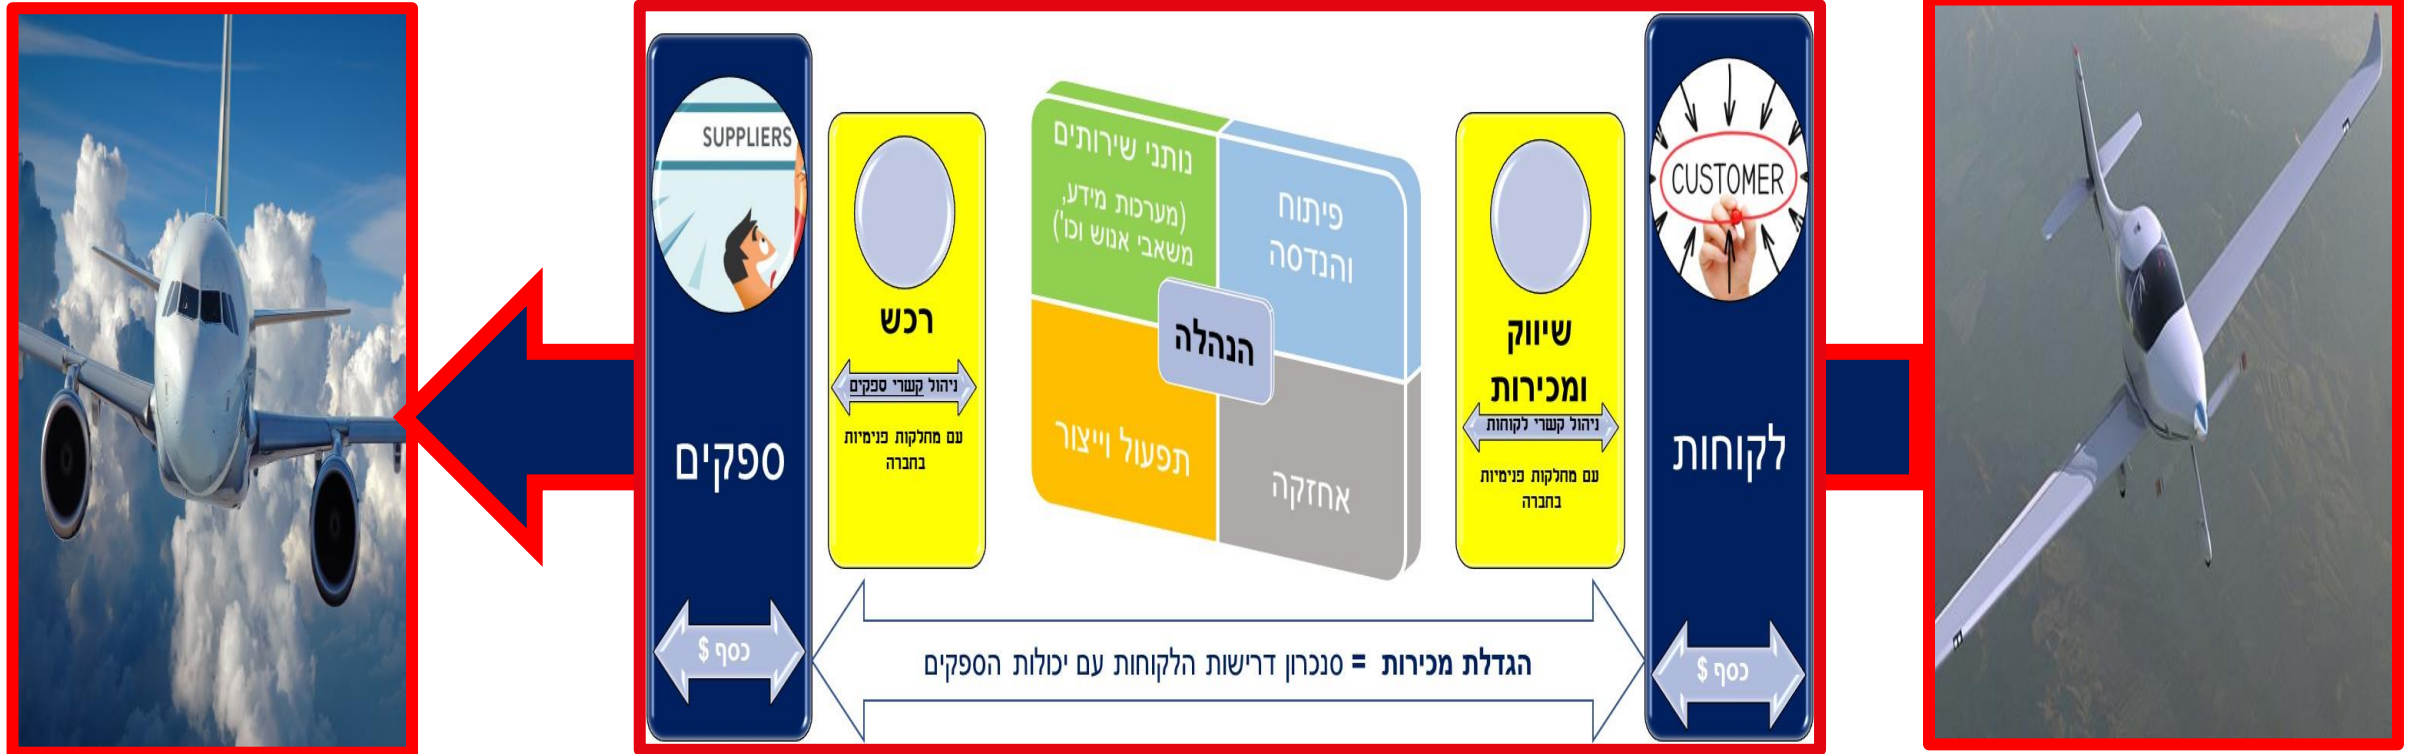 לקוחות
CUSTOMER
כסף $
שיווק
ומכירות
ניהול קשרי לקוחות
עם מחלקות פנימיות
בחברה
פיתוח
והנדסה
נותני שירותים
(מערכות מידע,
משאבי אנוש וכו')
הנהלה
אחזקה
תפעול וייצור
רכש
ניהול קשרי ספקים
עם מחלקות פנימיות
בחברה
SUPPLIERS
ספקים
כסף $
הגדלת מכירות = סנכרון דרישות הלקוחות עם יכולות הספקים